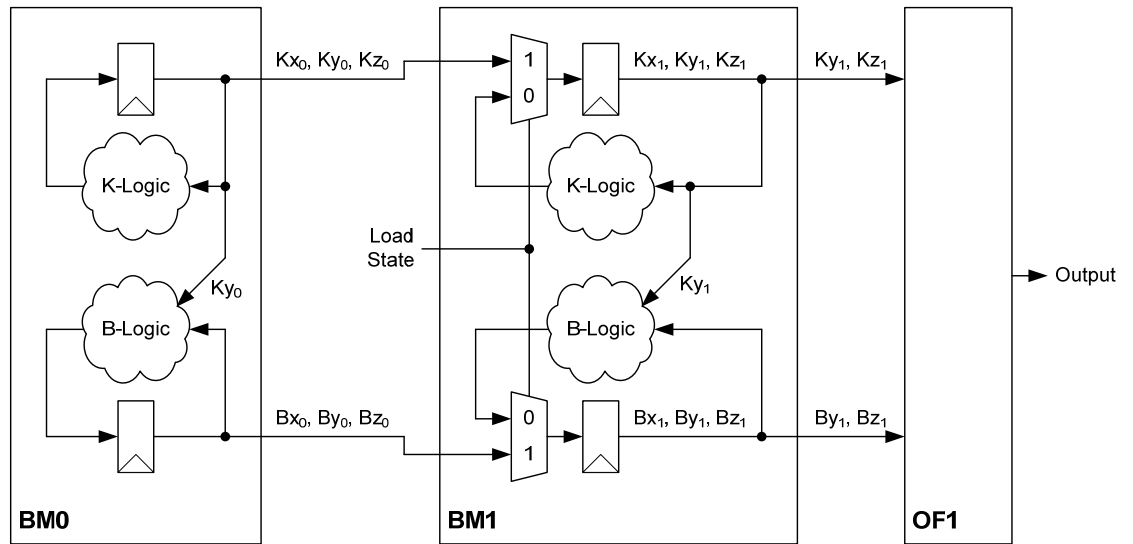 Kx₀, Ky₀, Kz₀
1
0
Kx₁, Ky₁, Kz₁
Ky₁, Kz₁
K-Logic
K-Logic
Load
State
Ky₀
Ky₁
Output
B-Logic
B-Logic
Bx₀, By₀, Bz₀
0
1
Bx₁, By₁, Bz₁
By₁, Bz₁
BM0
BM1
OF1